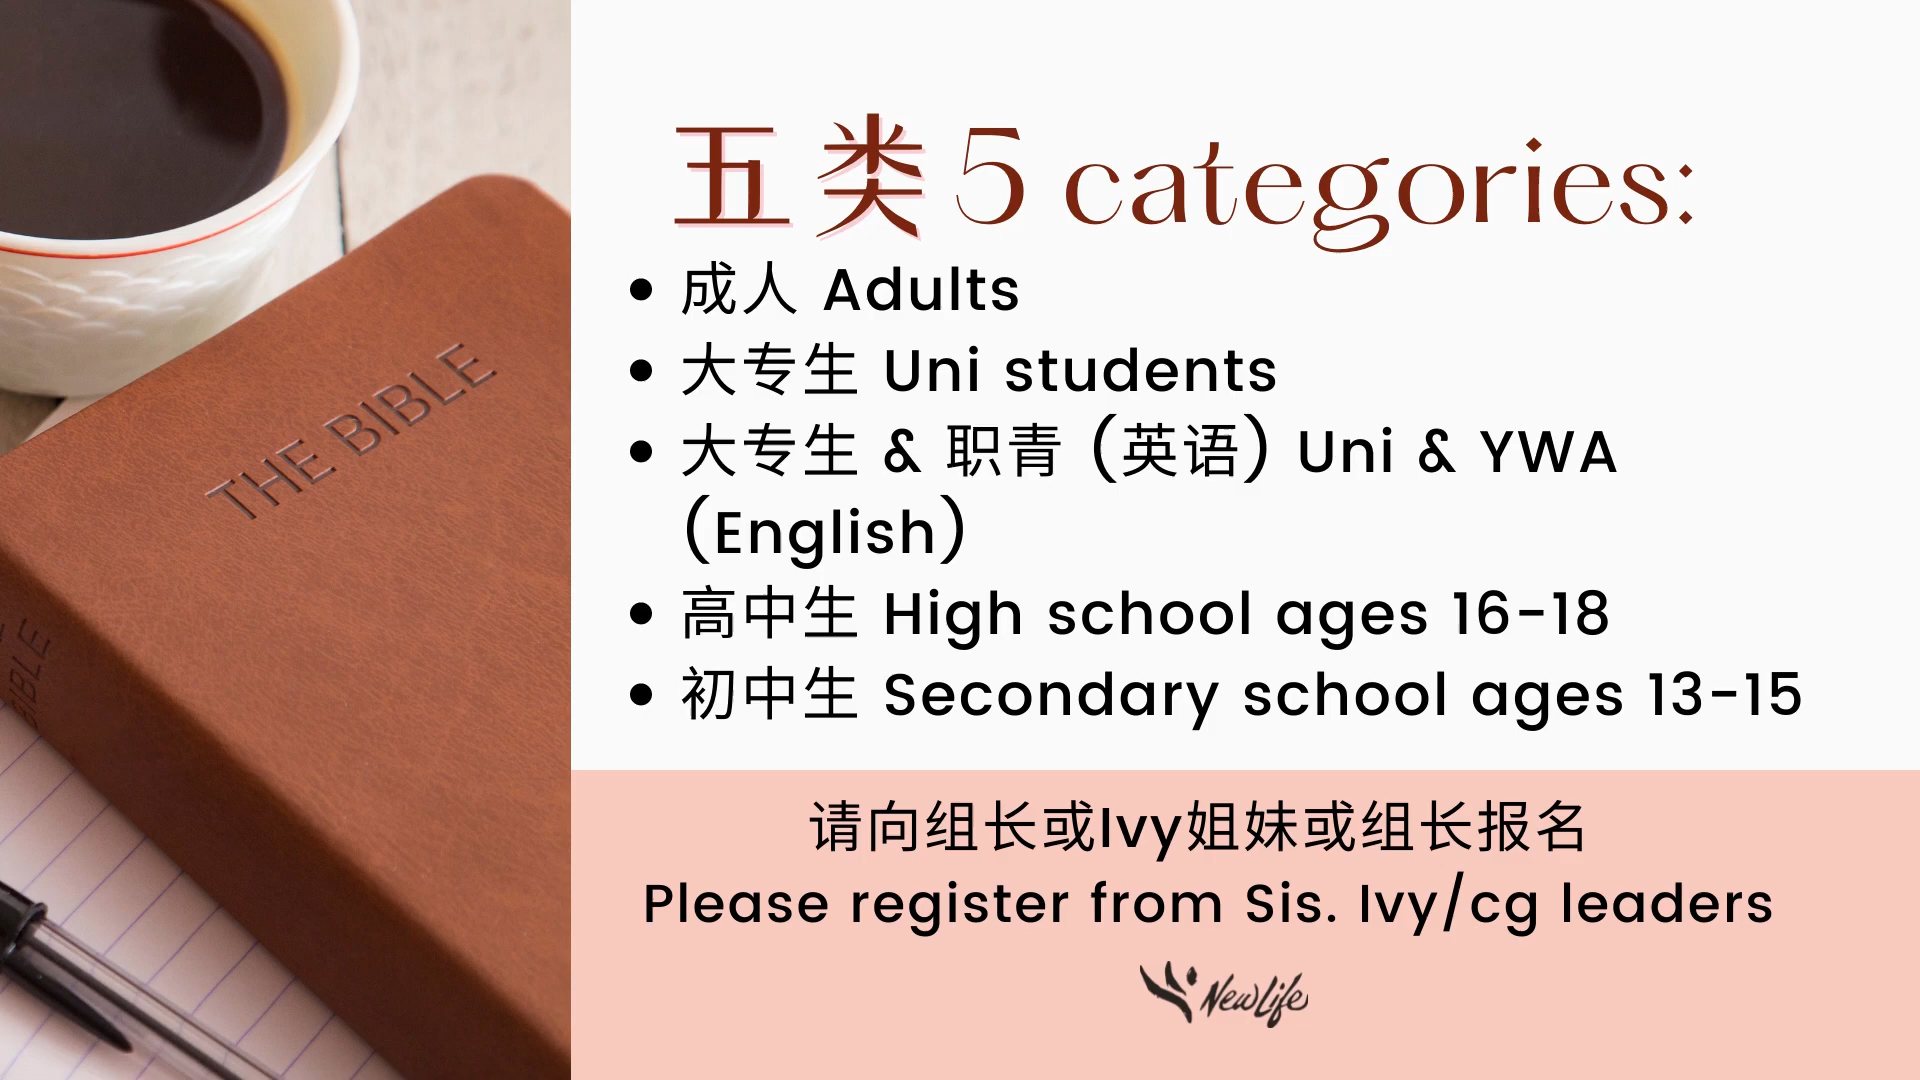 THE BIBLE
BIBLE
五类5 categories:
成人 Adults
大专生 Uni students
大专生 & 职青 (英语) Uni & YWA
(English)
高中生 High school ages 16-18
初中生 Secondary school ages 13-15
请向组长或Ivy姐妹或组长报名
Please register from Sis. Ivy/cg leaders
NewLife